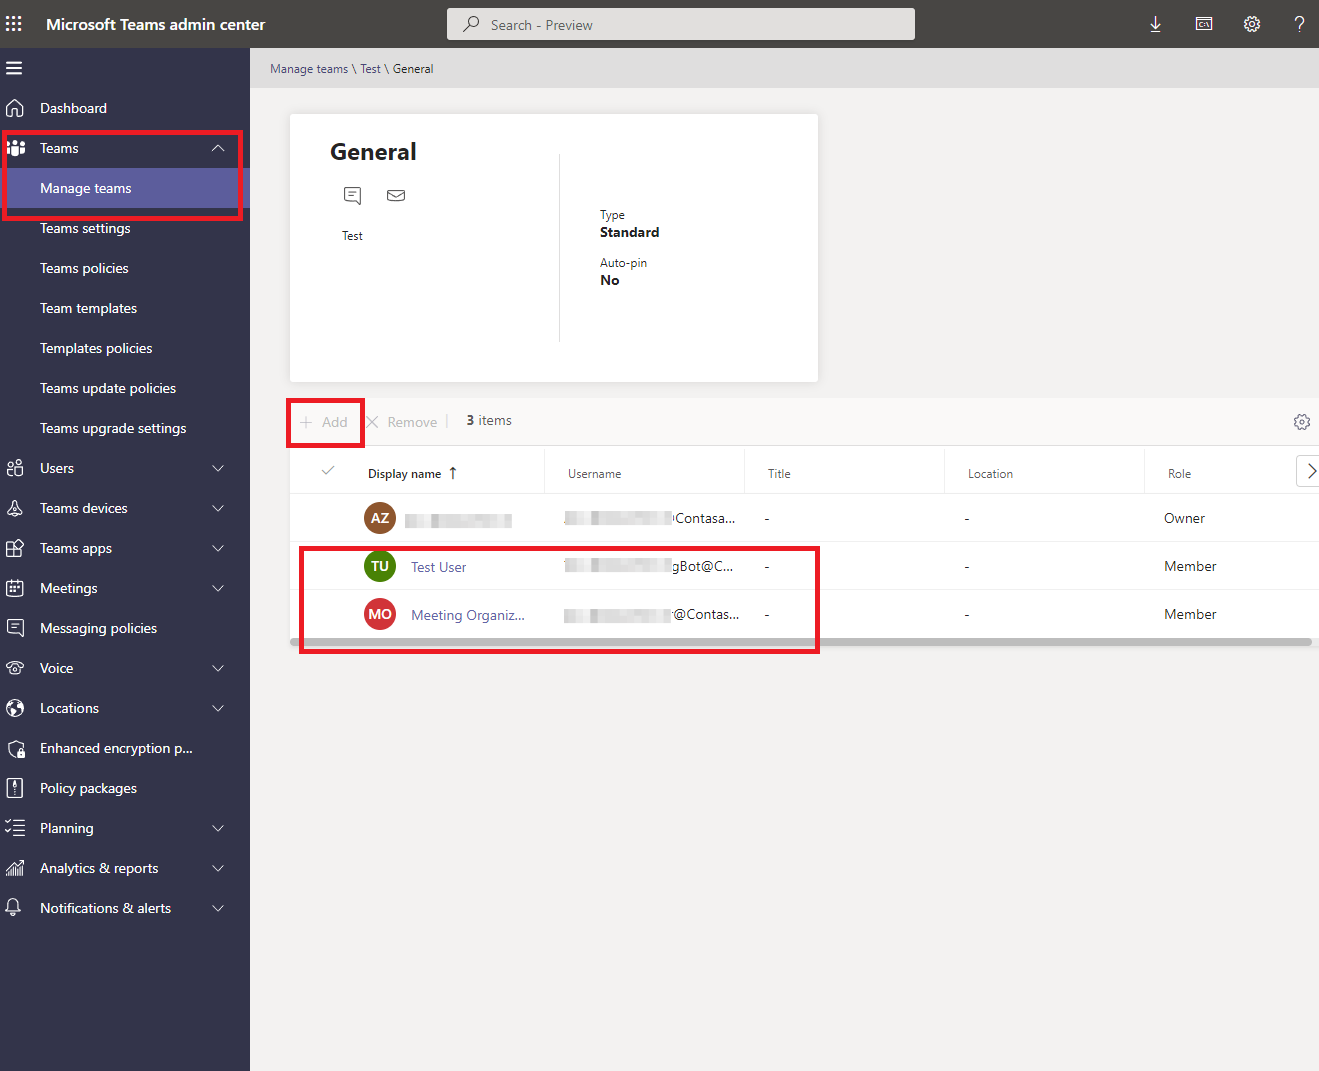 Microsoft Teams admin center
Search - Preview
Manage teams \ Test \ General
Dashboard
Teams
Manage teams
Teams settings
Teams policies
Team templates
Templates policies
Teams update policies
Teams upgrade settings
Users
Teams devices
Teams apps
Meetings
Messaging policies
Voice
Locations
Enhanced encryption p...
Policy packages
Planning
Analytics & reports
Notifications & alerts
General
Test
Type
Standard
Auto-pin
No
Add Remove 3 items
Display name Username Title Location Role
AZ @Contasa... - - Owner
TU Test User gBot@C... - - Member
MO Meeting Organiz... @Contas... - - Member